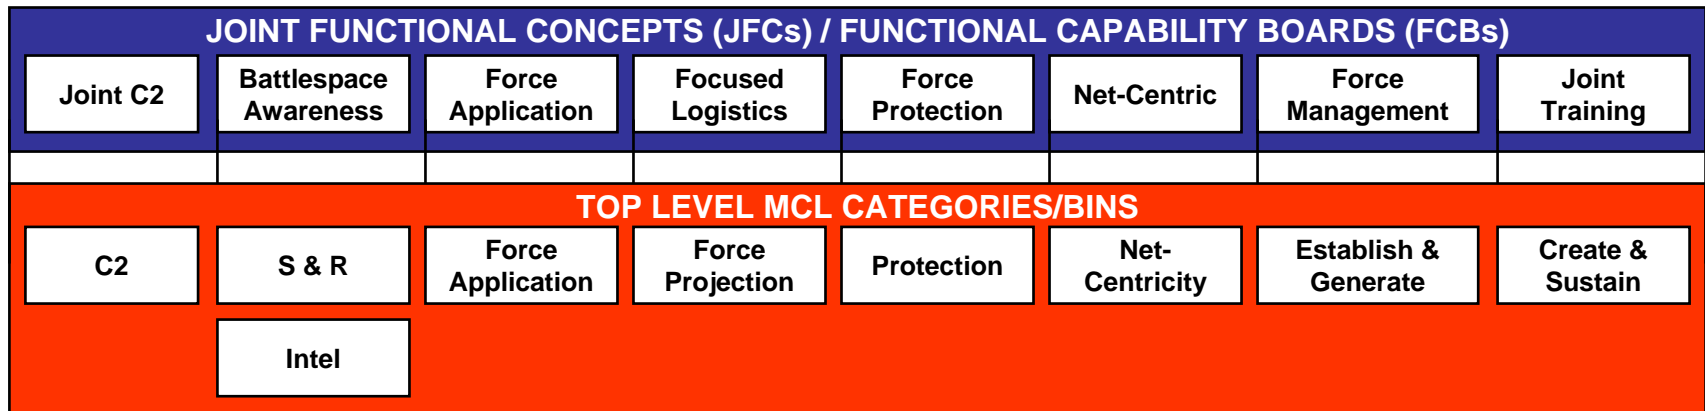 JOINT FUNCTIONAL CONCEPTS (JFCs) / FUNCTIONAL CAPABILITY BOARDS (FCBs)
Joint C2
Battlespace
Awareness
Force
Application
Focused
Logistics
Force
Protection
Net-Centric
Force
Management
Joint
Training
TOP LEVEL MCL CATEGORIES/BINS
C2
S & R
Force
Application
Force
Projection
Protection
Net-
Centricity
Establish &
Generate
Create &
Sustain
Intel